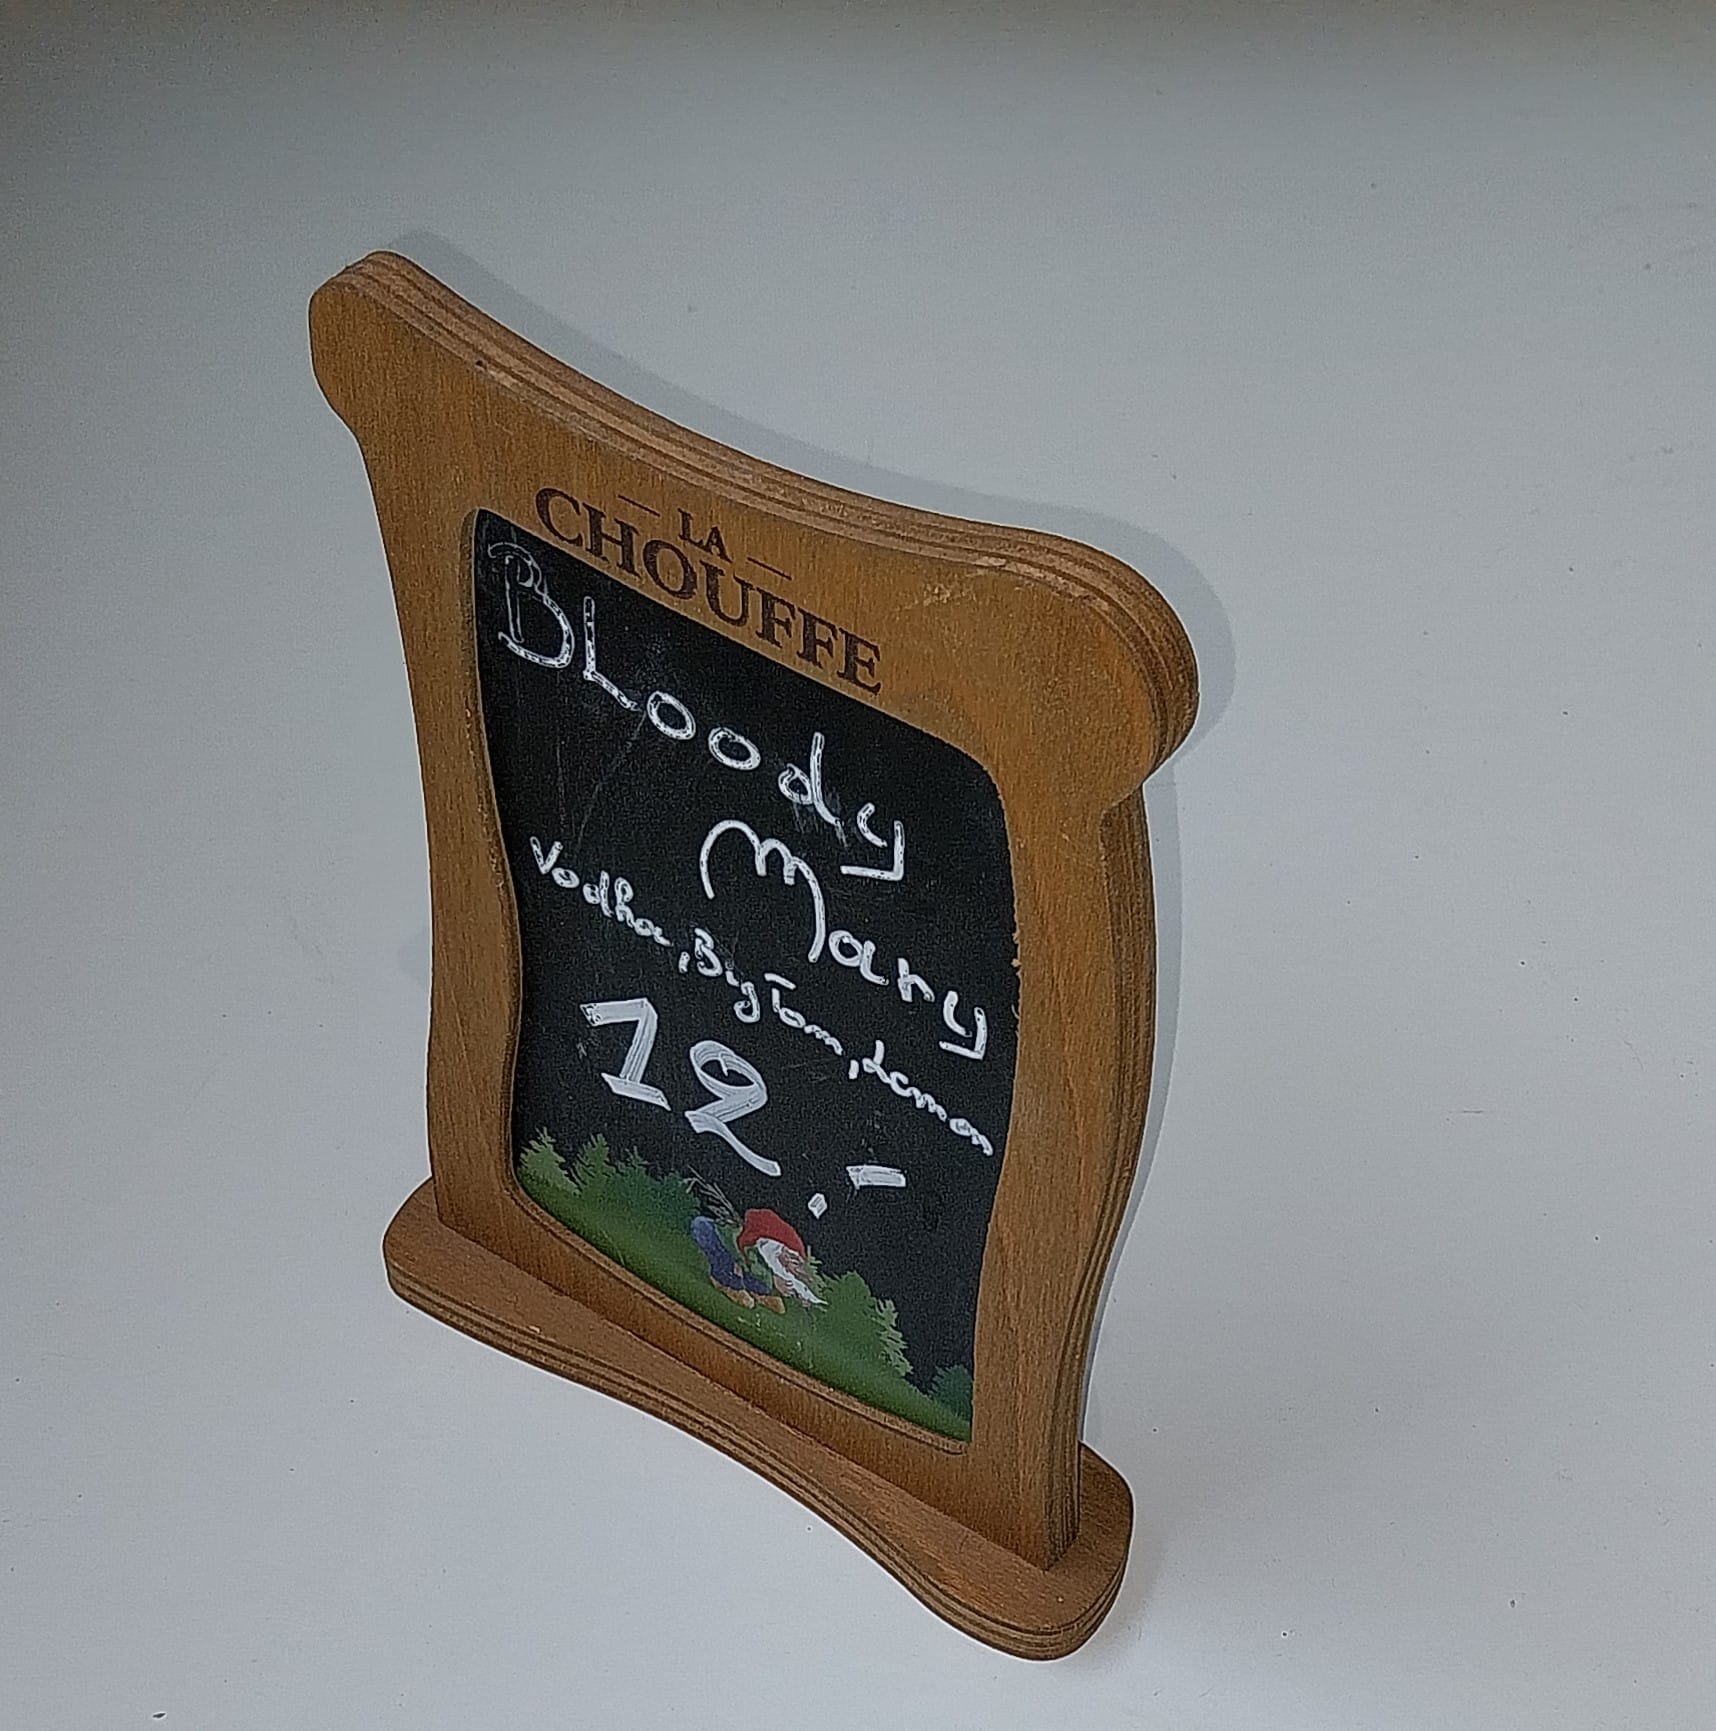 LA
CHOUFFE
BLoody
Mary
Vodka, Big Tom, Lemon
12.-